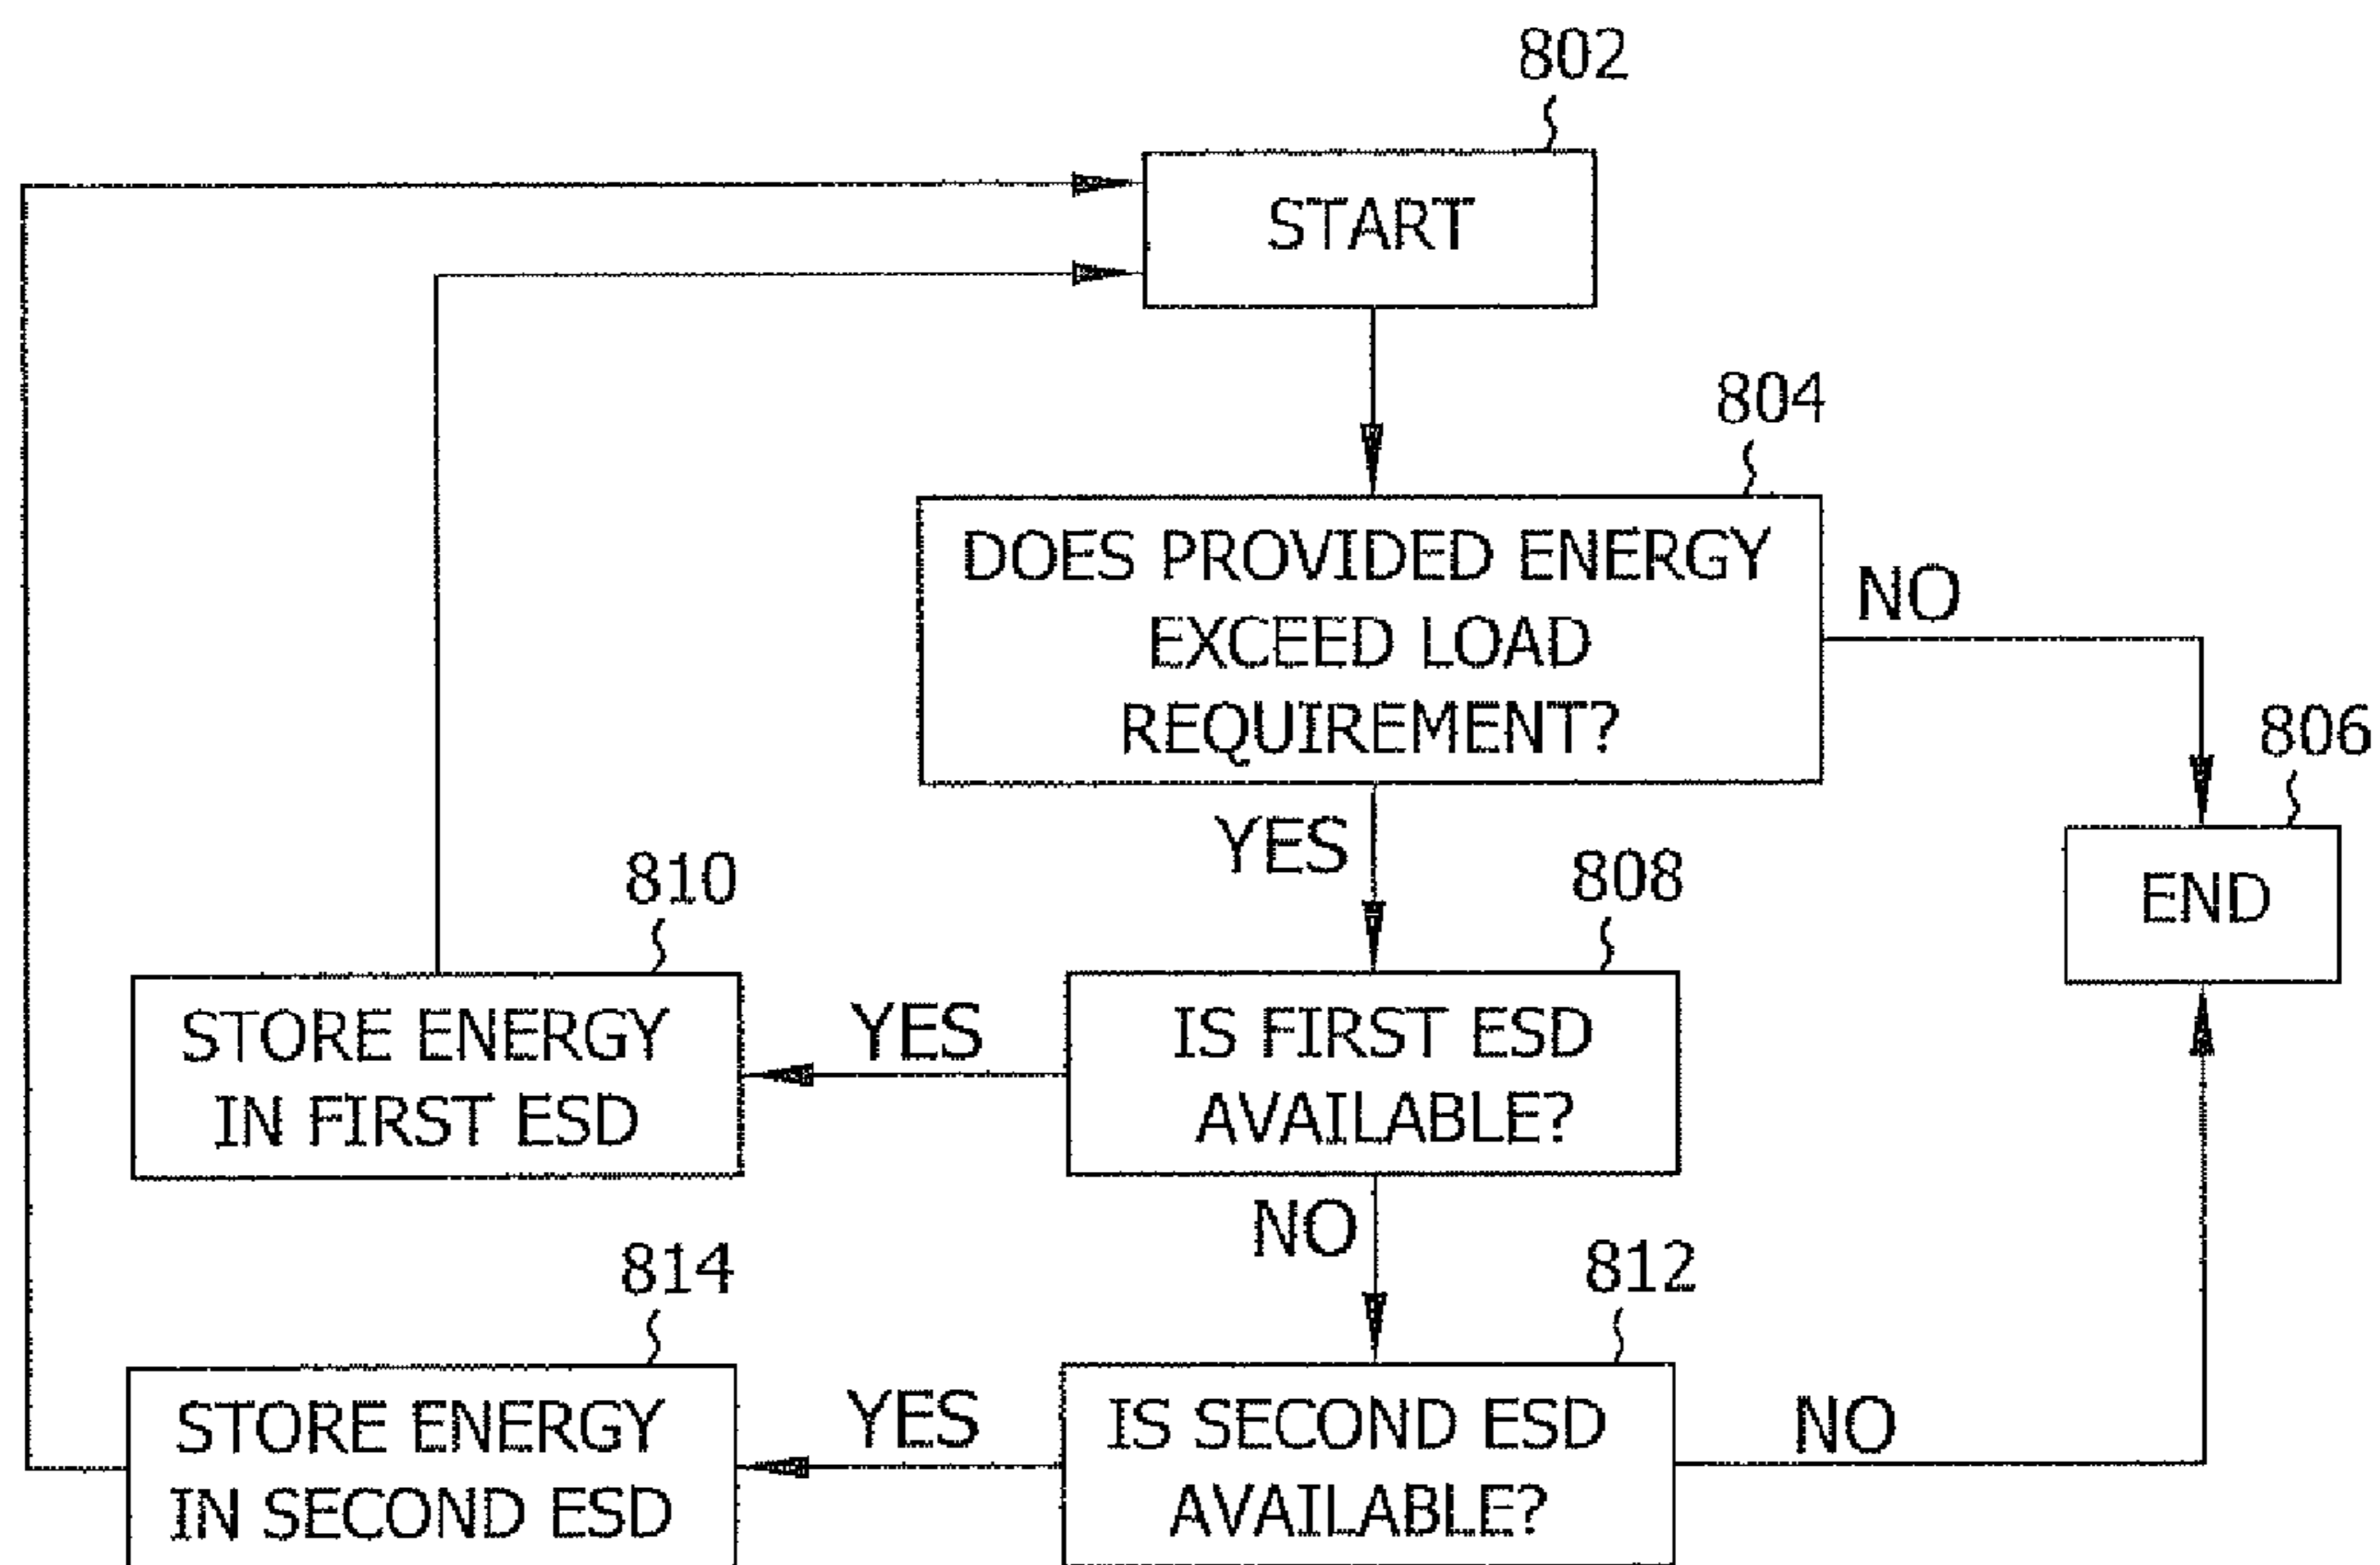 802
START
804
DOES PROVIDED ENERGY
EXCEED LOAD
REQUIREMENT?
NO
806
END
YES
808
IS FIRST ESD
AVAILABLE?
YES
810
STORE ENERGY
IN FIRST ESD
NO
812
IS SECOND ESD
AVAILABLE?
NO
YES
814
STORE ENERGY
IN SECOND ESD